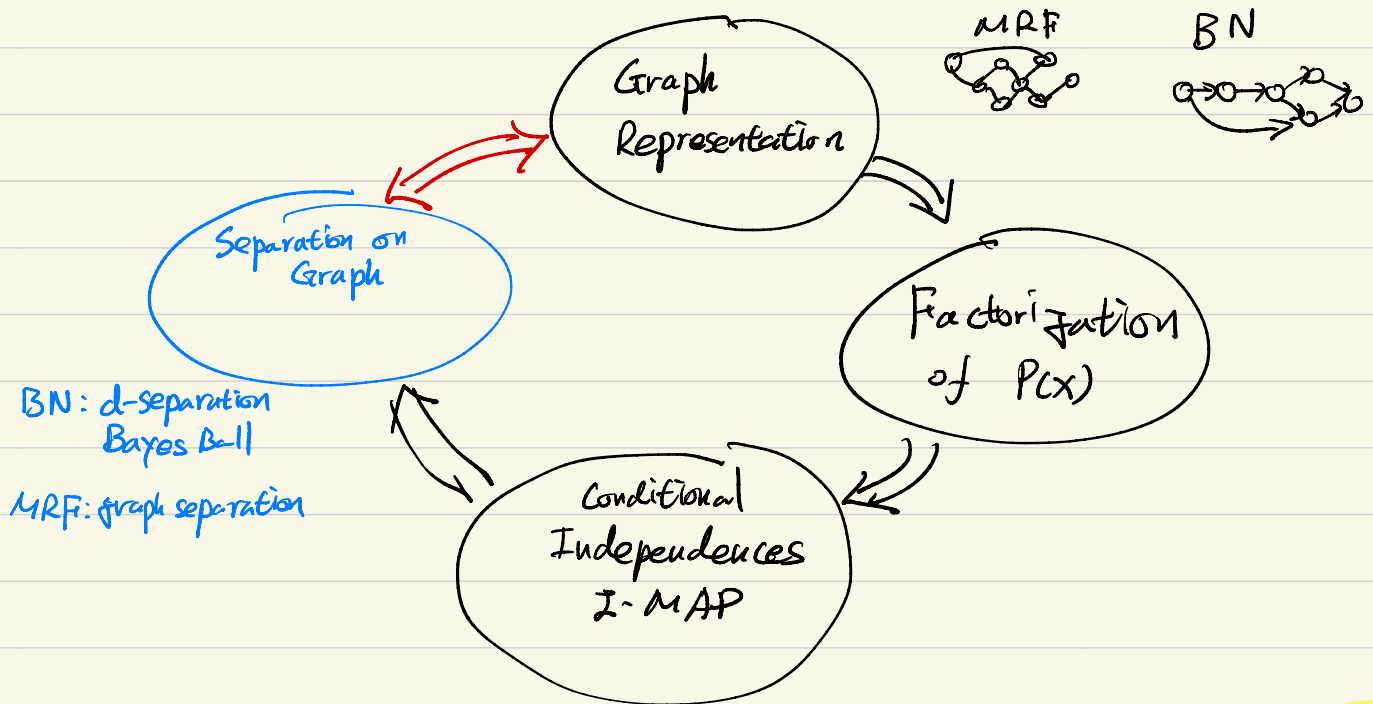 MRF
BN
Graph
Representation
Separation on
Graph
Factorization
of P(x)
BN: d-separation
Bayes Ball
MRF: graph separation
Conditional
Independences
I-MAP